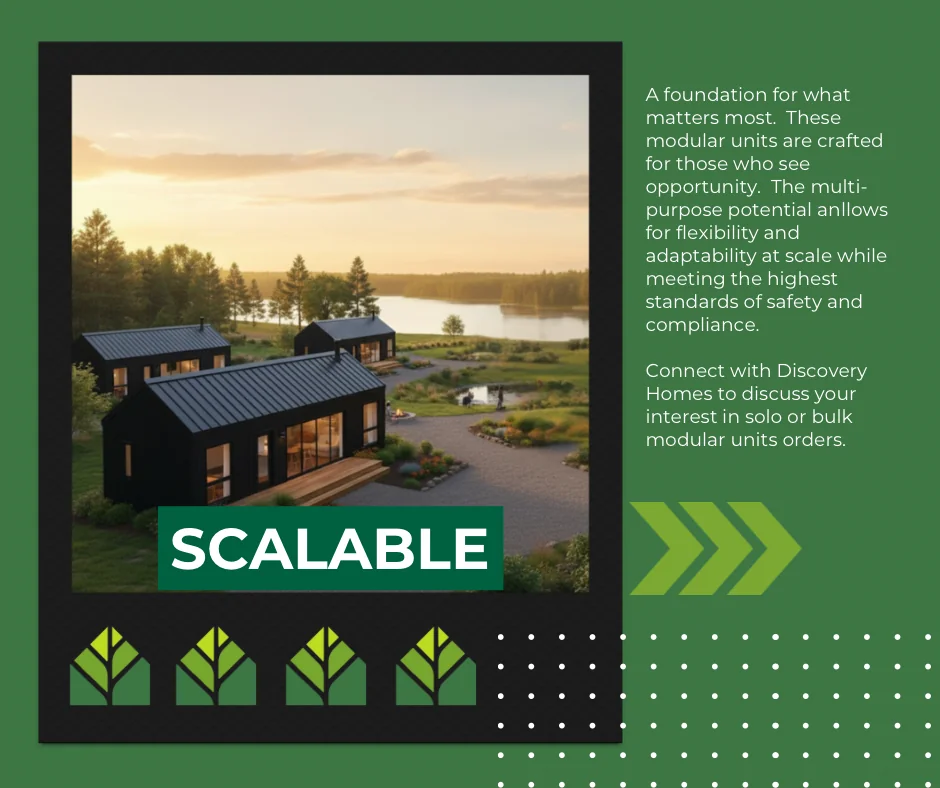 A foundation for what
matters most.  These
modular units are crafted
for those who see
opportunity.  The multi-
purpose potential anllows
for flexibility and
adaptability at scale while
meeting the highest
standards of safety and
compliance.
Connect with Discovery
Homes to discuss your
interest in solo or bulk
modular units orders.
SCALABLE